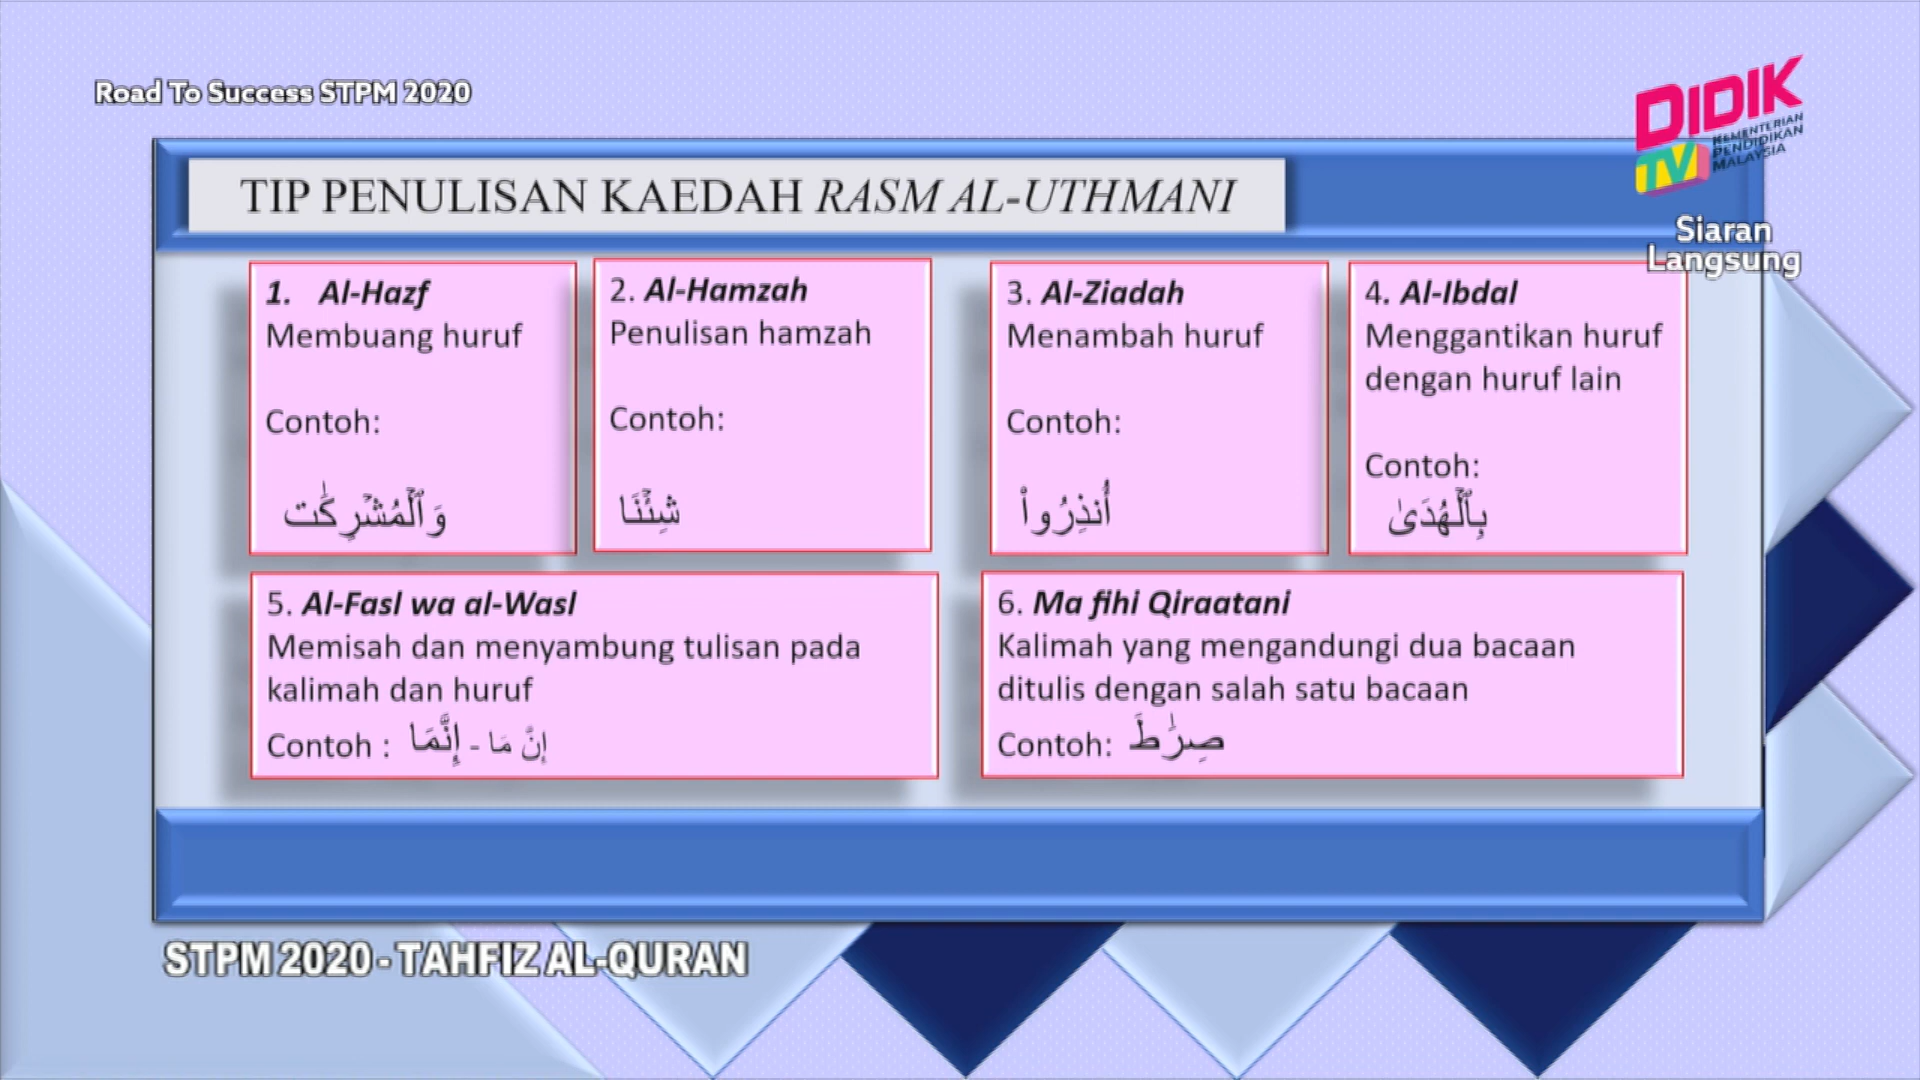 Road To Success STPM 2020
DIDIK
TV
KEMENTERIAN
PENDIDIKAN
MALAYSIA
Siaran
Langsung
TIP PENULISAN KAEDAH RASM AL-UTHMANI
1. Al-Hazf
Membuang huruf
Contoh:
وَٱلۡمُشۡرِكَٰت
2. Al-Hamzah
Penulisan hamzah
Contoh:
شِئۡنَا
3. Al-Ziadah
Menambah huruf
Contoh:
أُنذِرُواْ
4. Al-Ibdal
Menggantikan huruf
dengan huruf lain
Contoh:
بِٱلۡهُدَىٰ
5. Al-Fasl wa al-Wasl
Memisah dan menyambung tulisan pada
kalimah dan huruf
Contoh : إِنَّ مَا - إِنَّمَا
6. Ma fihi Qiraatani
Kalimah yang mengandungi dua bacaan
ditulis dengan salah satu bacaan
Contoh: صِرَٰطَ
STPM 2020 - TAHFIZ AL-QURAN